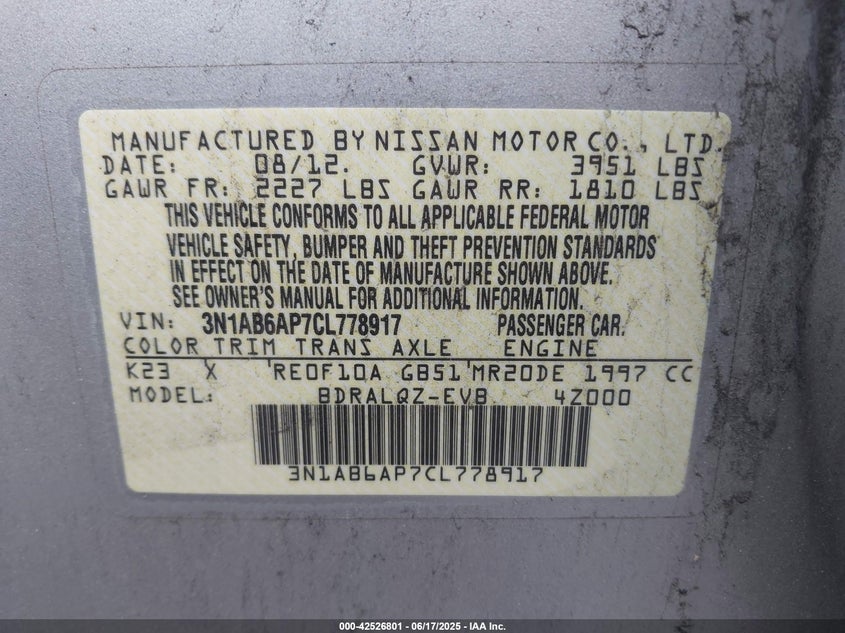 MANUFACTURED BY NISSAN MOTOR CO., LTD.
DATE: 08/12. GVWR: 3951 LBS
GAWR FR: 2227 LBS GAWR RR: 1810 LBS
THIS VEHICLE CONFORMS TO ALL APPLICABLE FEDERAL MOTOR
VEHICLE SAFETY, BUMPER AND THEFT PREVENTION STANDARDS
IN EFFECT ON THE DATE OF MANUFACTURE SHOWN ABOVE.
SEE OWNER'S MANUAL FOR ADDITIONAL INFORMATION.
VIN: 3N1AB6AP7CL778917 PASSENGER CAR.
COLOR TRIM TRANS AXLE ENGINE
K23 X RE0F10A GB51 MR20DE 1997 CC
MODEL: BDRALQZ-EVB 4Z000
3N1AB6AP7CL778917
000-42526801 - 06/17/2025 - IAA Inc.